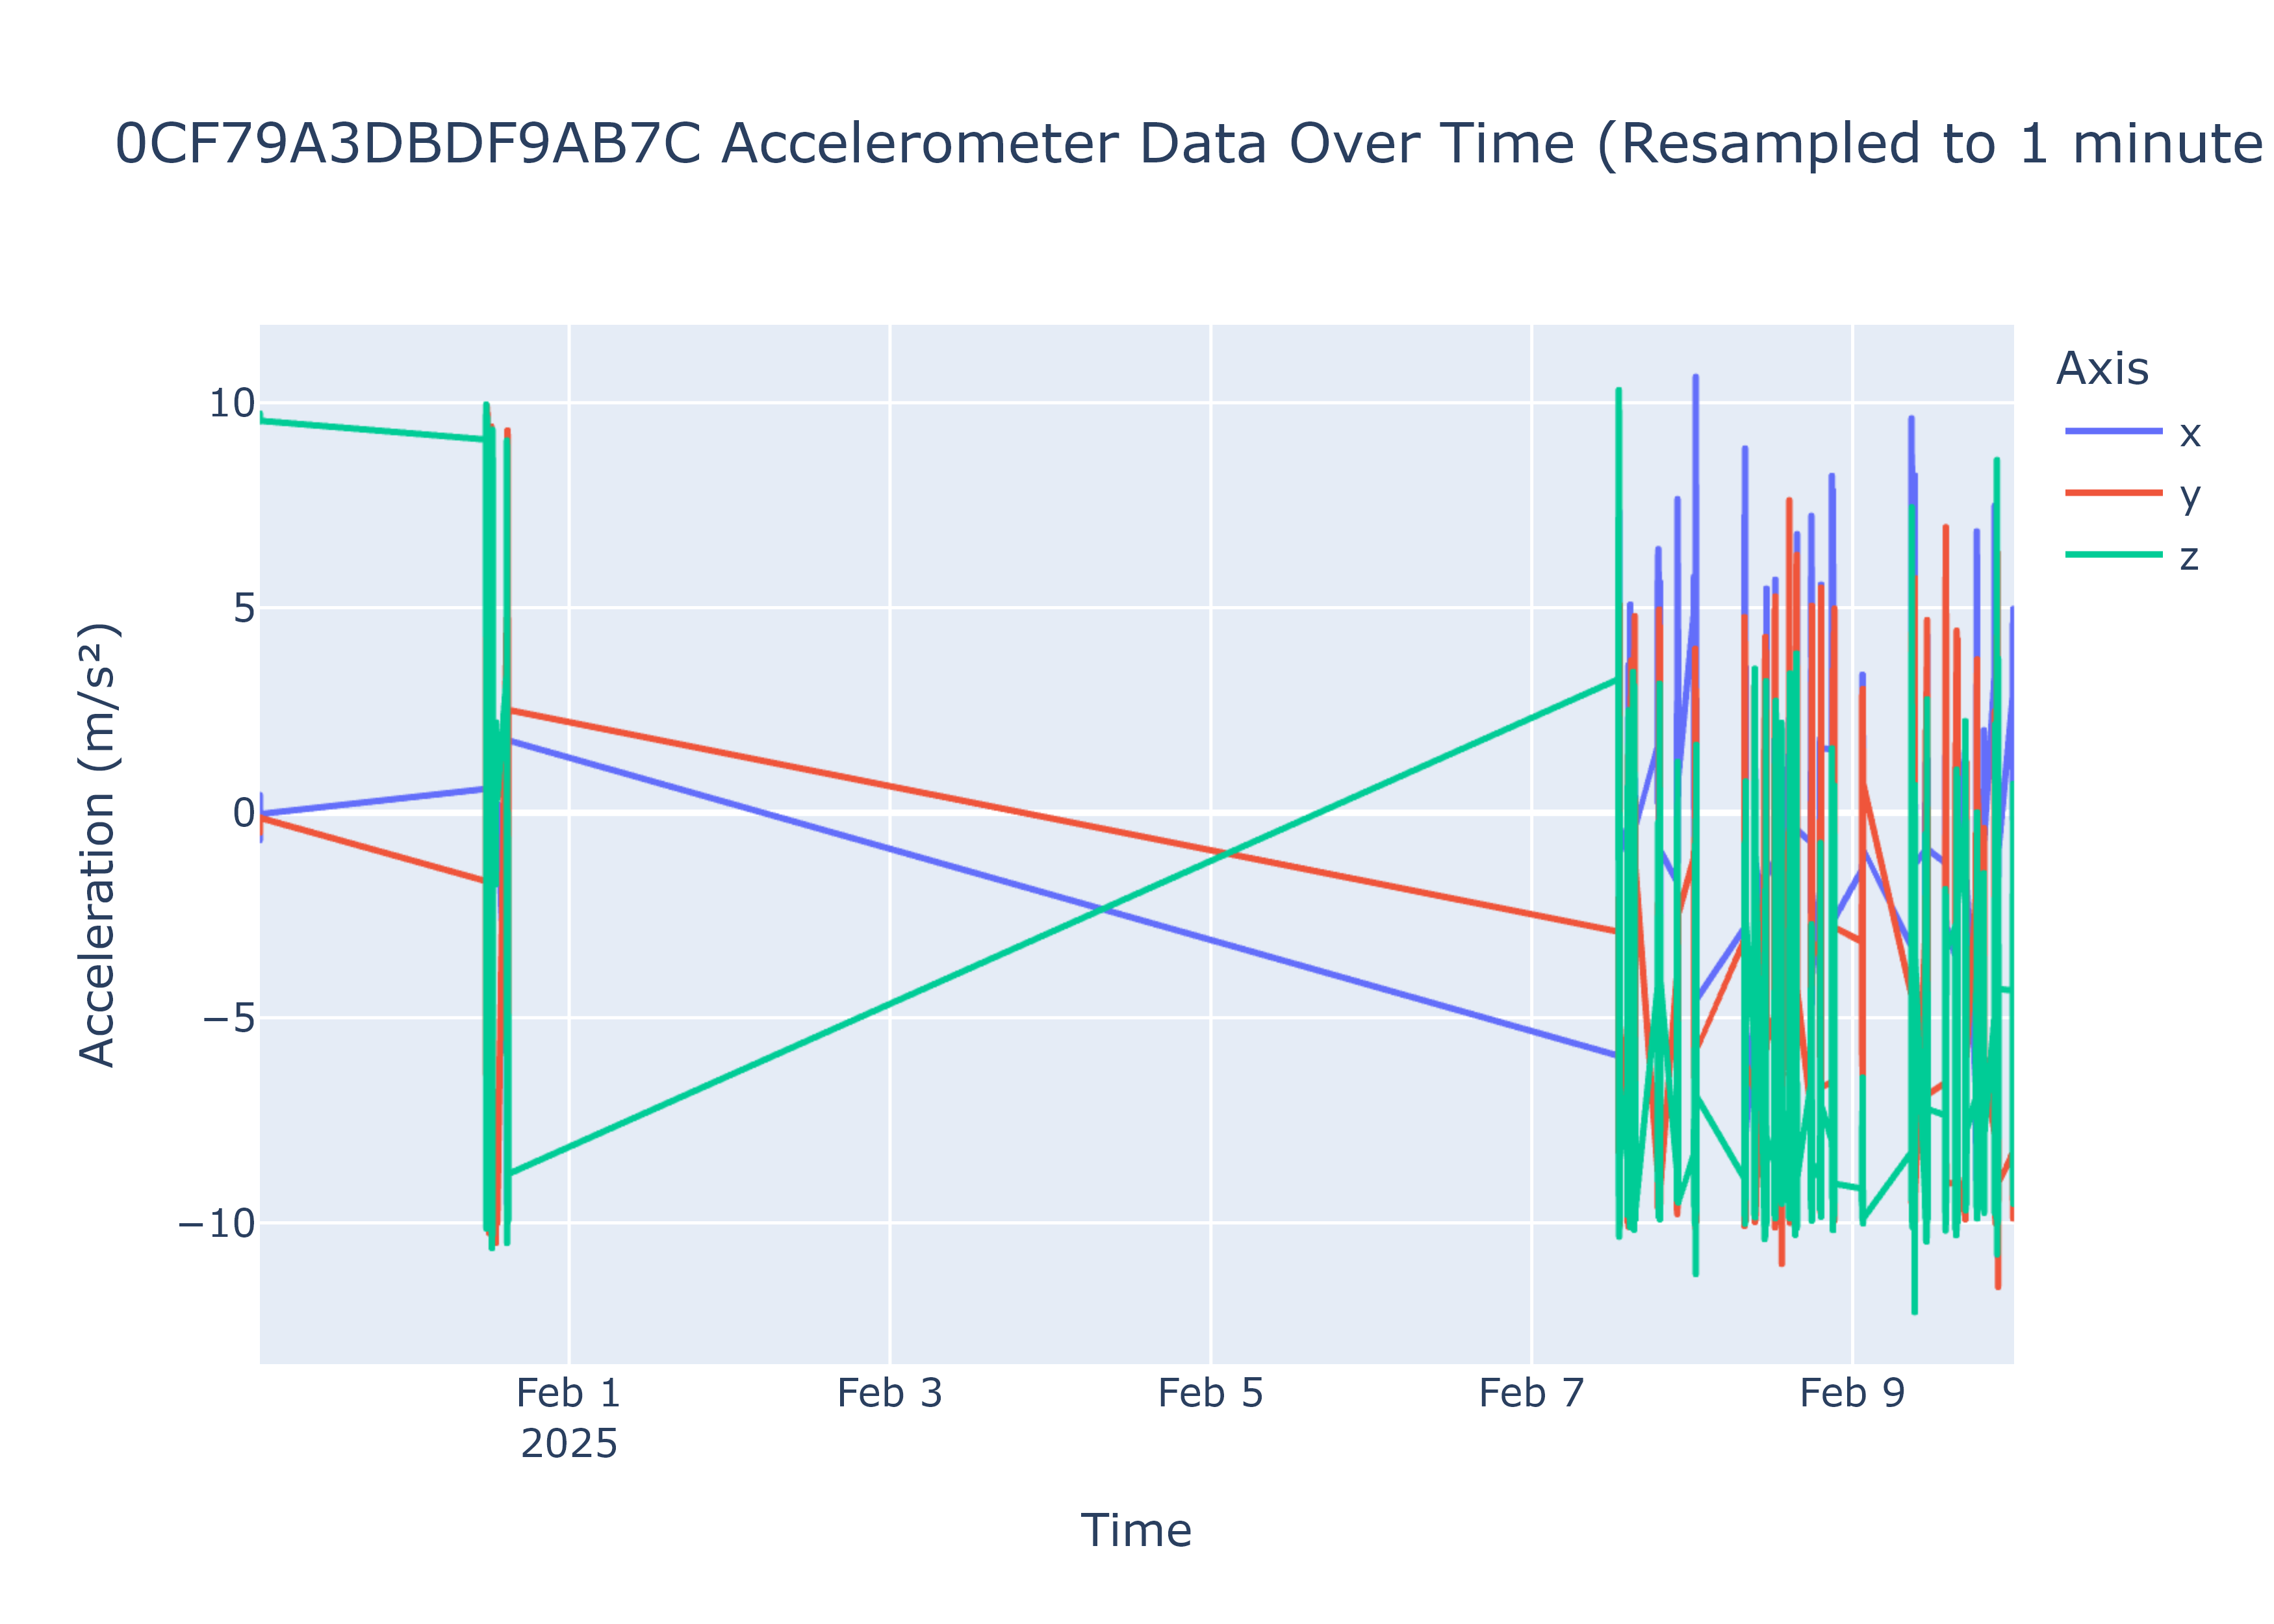 0CF79A3DBDF9AB7C Accelerometer Data Over Time (Resampled to 1 minute
Axis
x
y
z
10
5
0
−5
−10
Acceleration (m/s²)
Feb 1
2025
Feb 3
Feb 5
Feb 7
Feb 9
Time